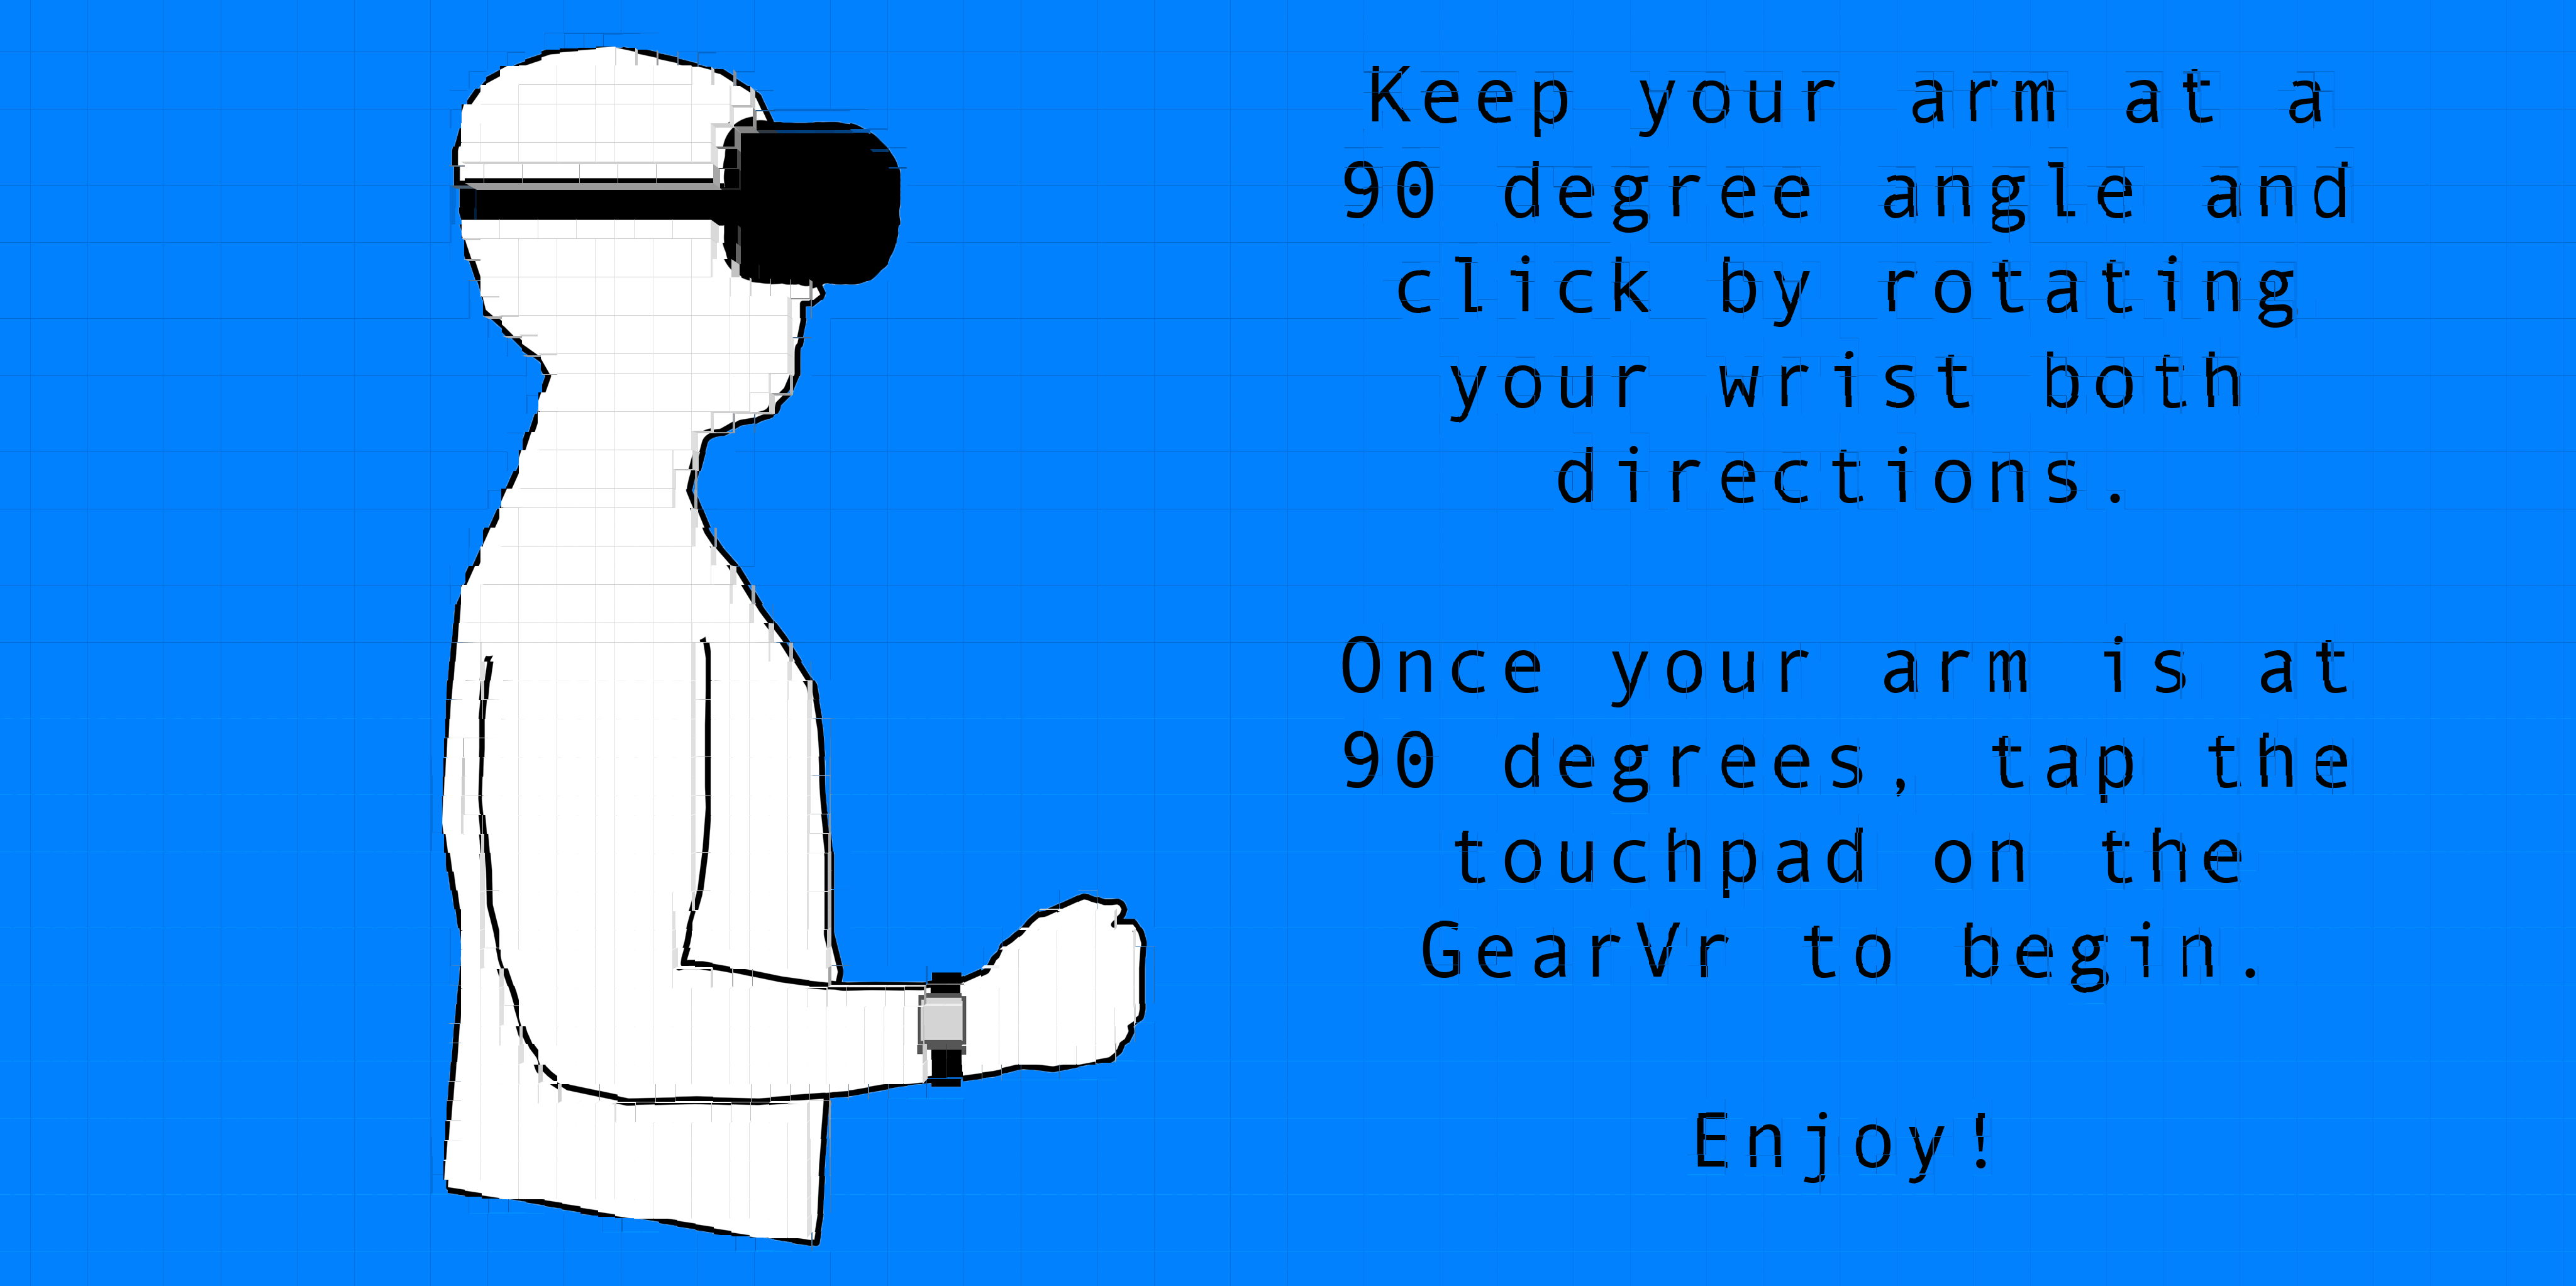 Keep your arm at a
90 degree angle and
click by rotating
your wrist both
directions.
Once your arm is at
90 degrees, tap the
touchpad on the
GearVr to begin.
Enjoy!